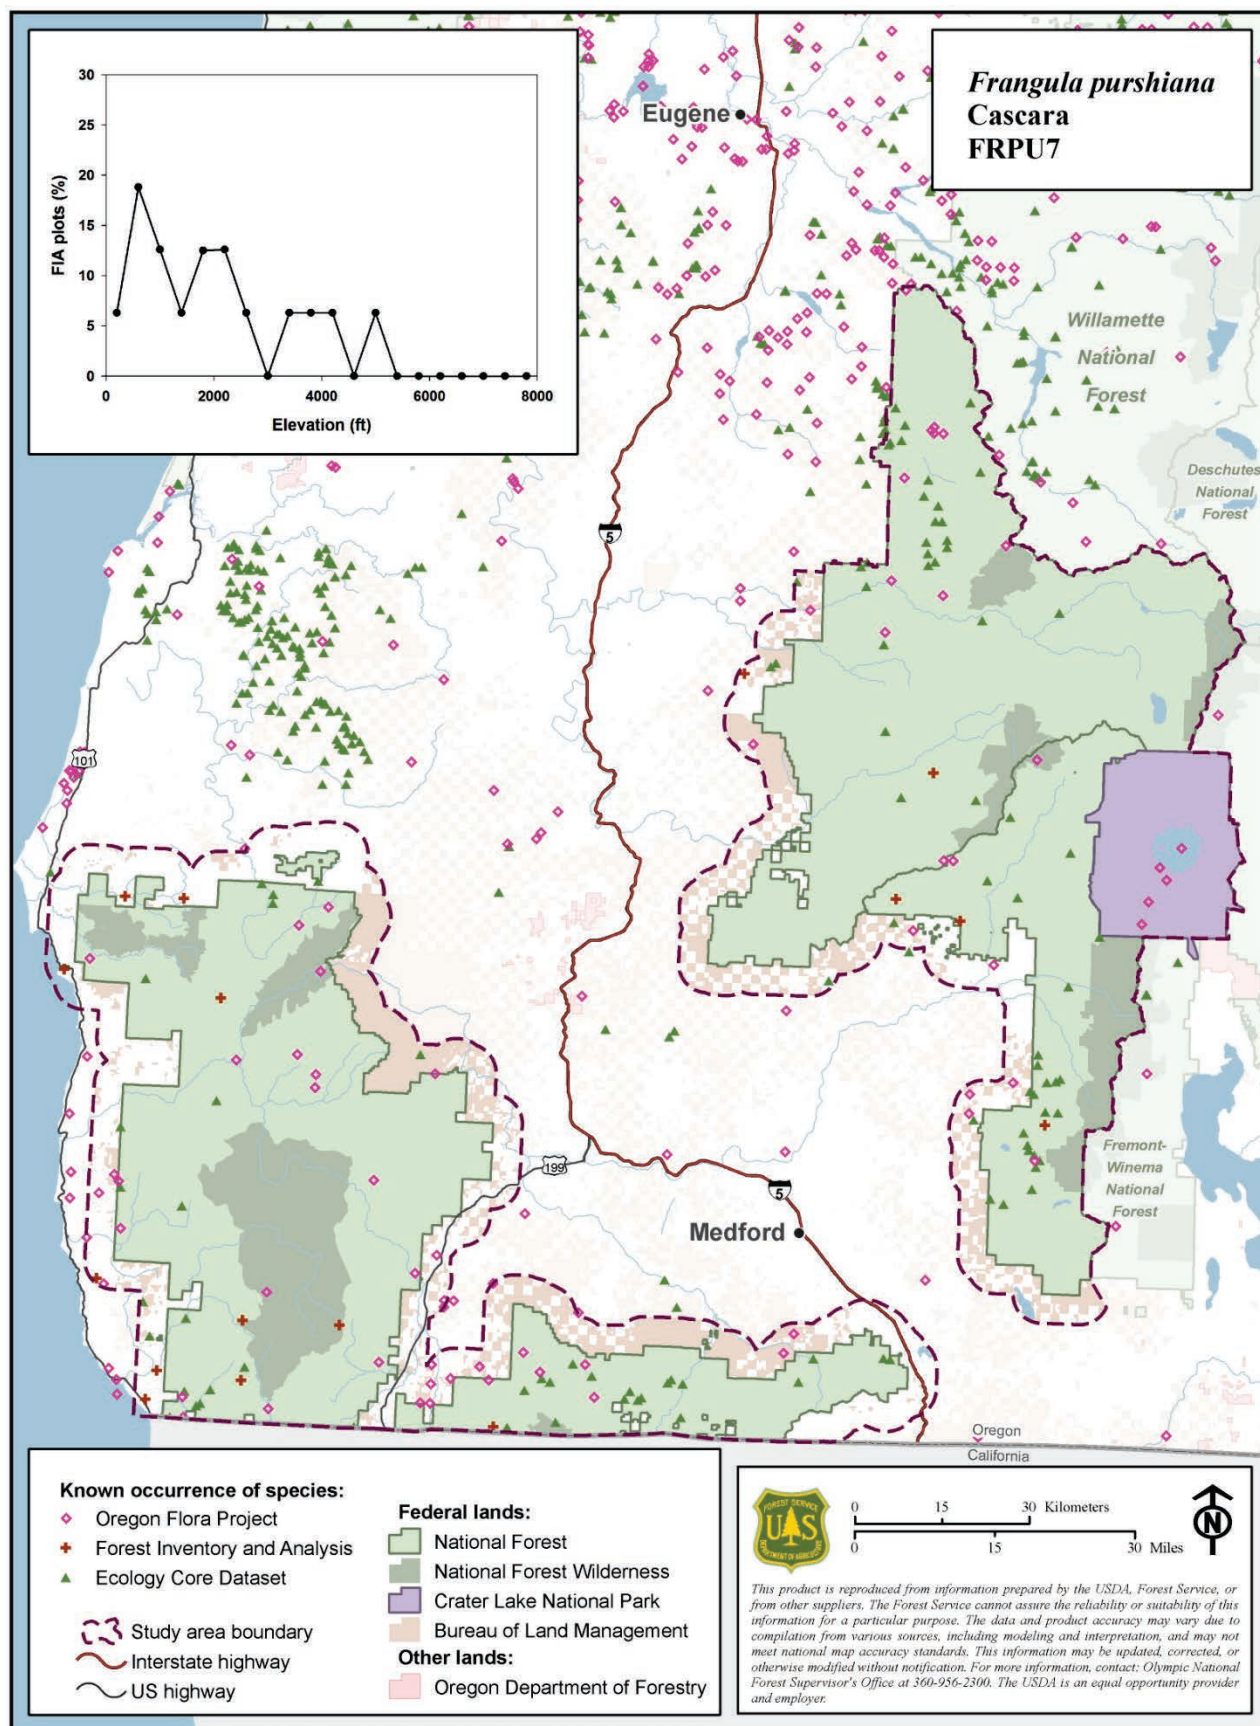 Frangula purshiana
Cascara
FRPU7
30
25
20
15
10
5
0
FIA plots (%)
0 2000 4000 6000 8000
Elevation (ft)
Eugene
Willamette
National
Forest
Deschutes
National
Forest
5
101
199
5
Medford
Fremont-
Winema
National
Forest
Oregon
California
Known occurrence of species:
Oregon Flora Project
Forest Inventory and Analysis
Ecology Core Dataset
Study area boundary
Interstate highway
US highway
Federal lands:
National Forest
National Forest Wilderness
Crater Lake National Park
Bureau of Land Management
Other lands:
Oregon Department of Forestry
FOREST SERVICE
U S
DEPARTMENT OF AGRICULTURE
0 15 30 Kilometers
0 15 30 Miles
N
This product is reproduced from information prepared by the USDA, Forest Service, or
from other suppliers. The Forest Service cannot assure the reliability or suitability of this
information for a particular purpose. The data and product accuracy may vary due to
compilation from various sources, including modeling and interpretation, and may not
meet national map accuracy standards. This information may be updated, corrected, or
otherwise modified without notification. For more information, contact: Olympic National
Forest Supervisor's Office at 360-956-2300. The USDA is an equal opportunity provider
and employer.